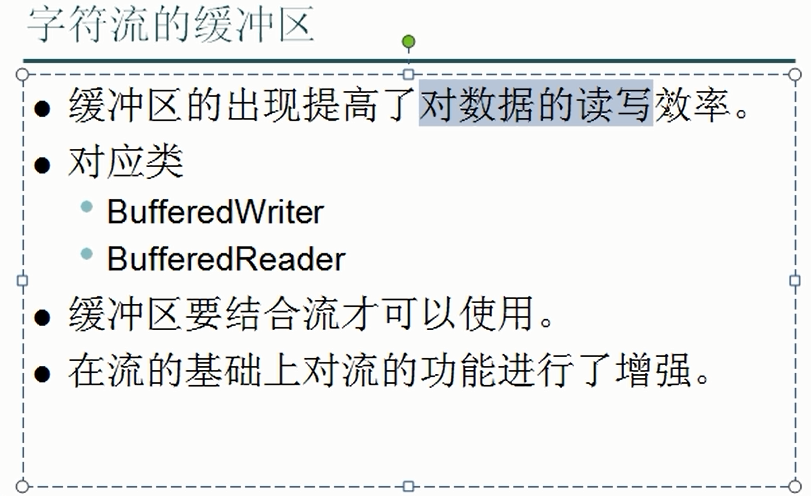 字符流的缓冲区
缓冲区的出现提高了对数据的读写效率。
对应类
BufferedWriter
BufferedReader
缓冲区要结合流才可以使用。
在流的基础上对流的功能进行了增强。